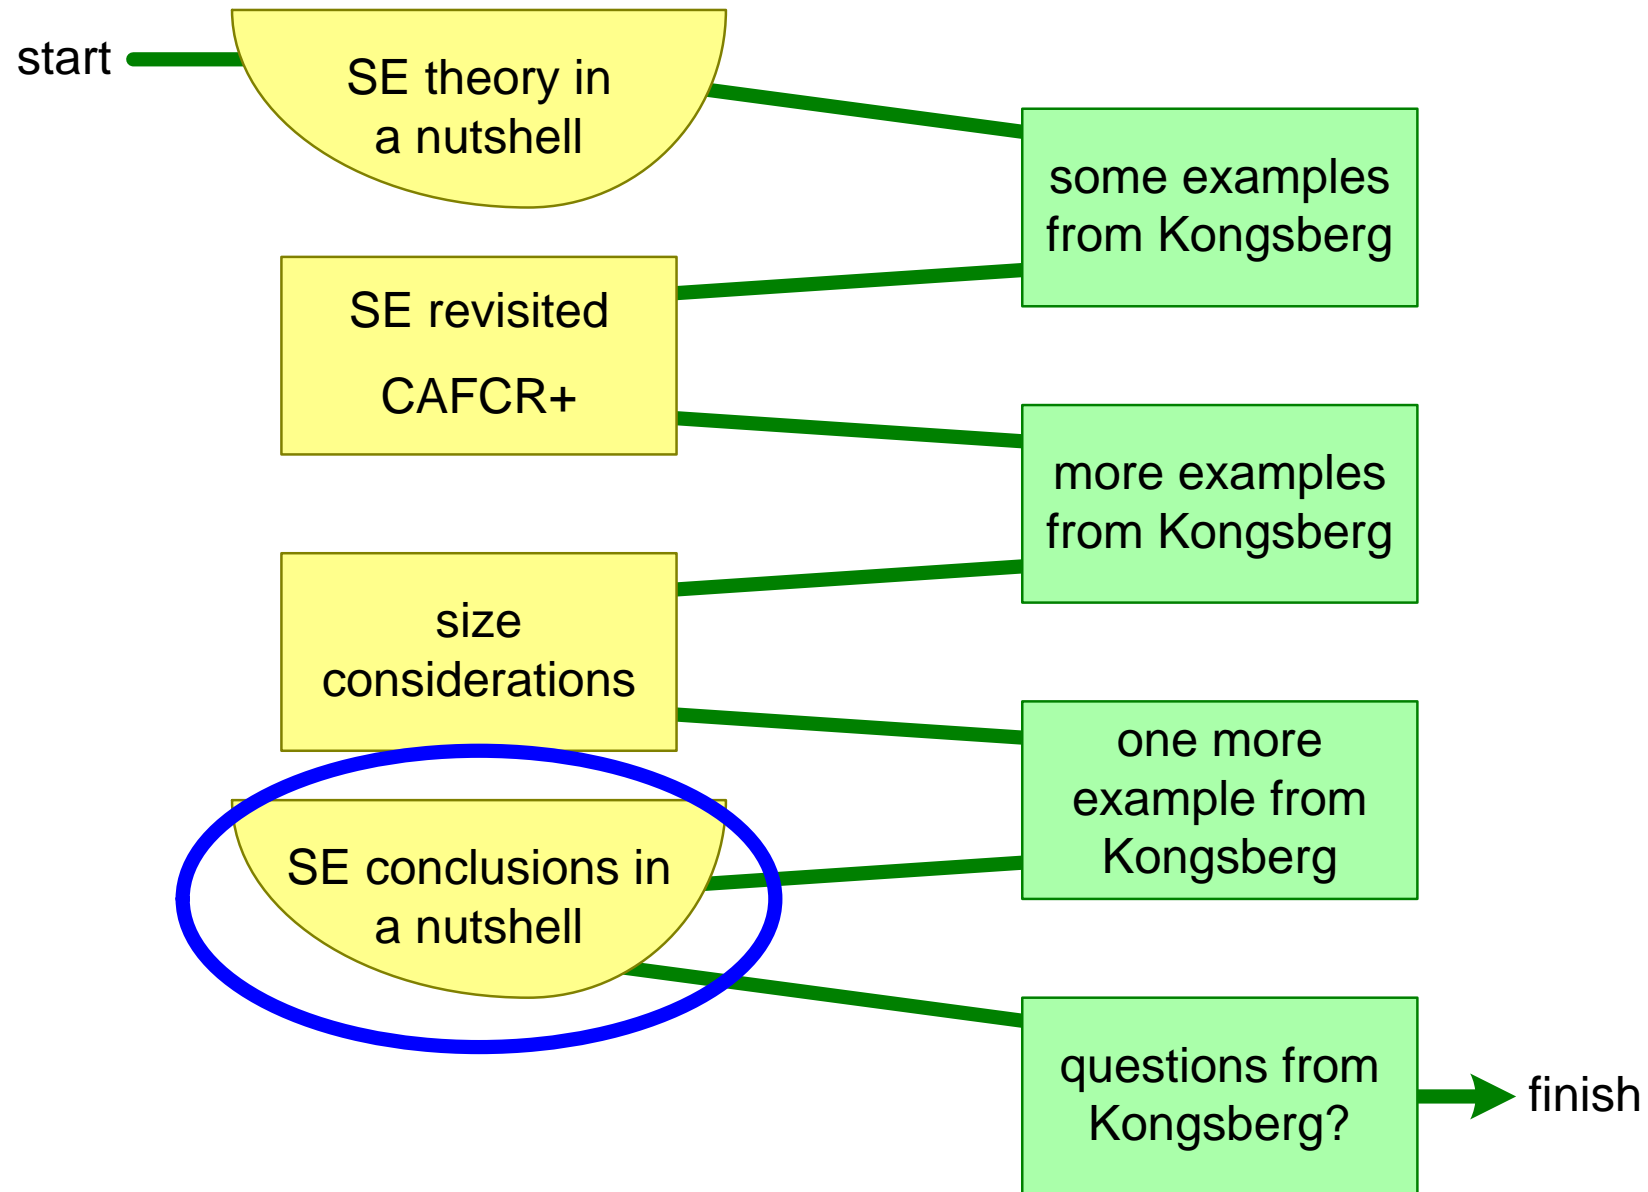 start
SE theory in
a nutshell
some examples
from Kongsberg
SE revisited
CAFCR+
more examples
from Kongsberg
size
considerations
one more
example from
Kongsberg
SE conclusions in
a nutshell
questions from
Kongsberg?
finish